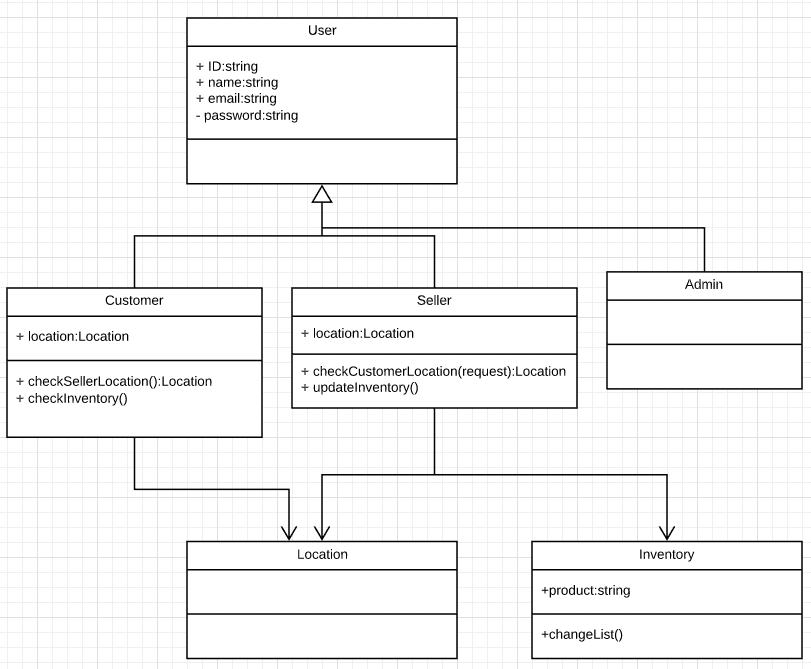 User
+ ID:string
+ name:string
+ email:string
- password:string
Customer
+ location:Location
+ checkSellerLocation():Location
+ checkInventory()
Seller
+ location:Location
+ checkCustomerLocation(request):Location
+ updateInventory()
Admin
Location
Inventory
+product:string
+changeList()